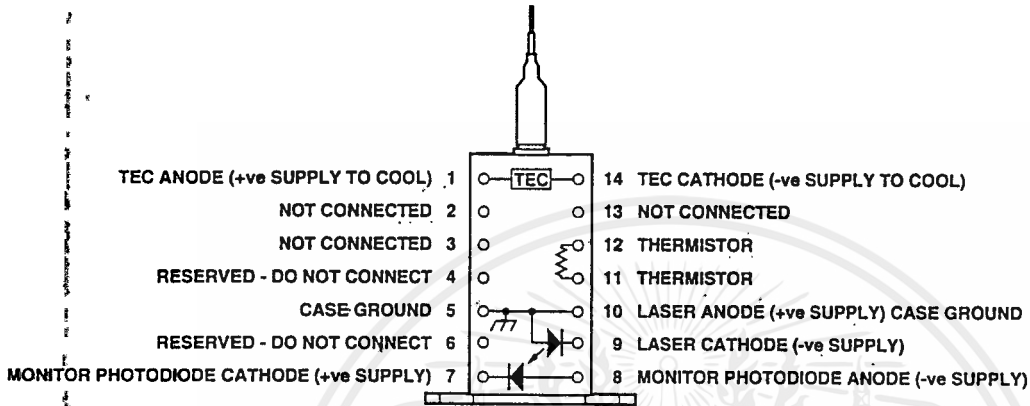 TEC ANODE (+ve SUPPLY TO COOL) 1 TEC 14 TEC CATHODE (-ve SUPPLY TO COOL)
NOT CONNECTED 2 13 NOT CONNECTED
NOT CONNECTED 3 12 THERMISTOR
RESERVED - DO NOT CONNECT 4 11 THERMISTOR
CASE GROUND 5 10 LASER ANODE (+ve SUPPLY) CASE GROUND
RESERVED - DO NOT CONNECT 6 9 LASER CATHODE (-ve SUPPLY)
MONITOR PHOTODIODE CATHODE (+ve SUPPLY) 7 8 MONITOR PHOTODIODE ANODE (-ve SUPPLY)